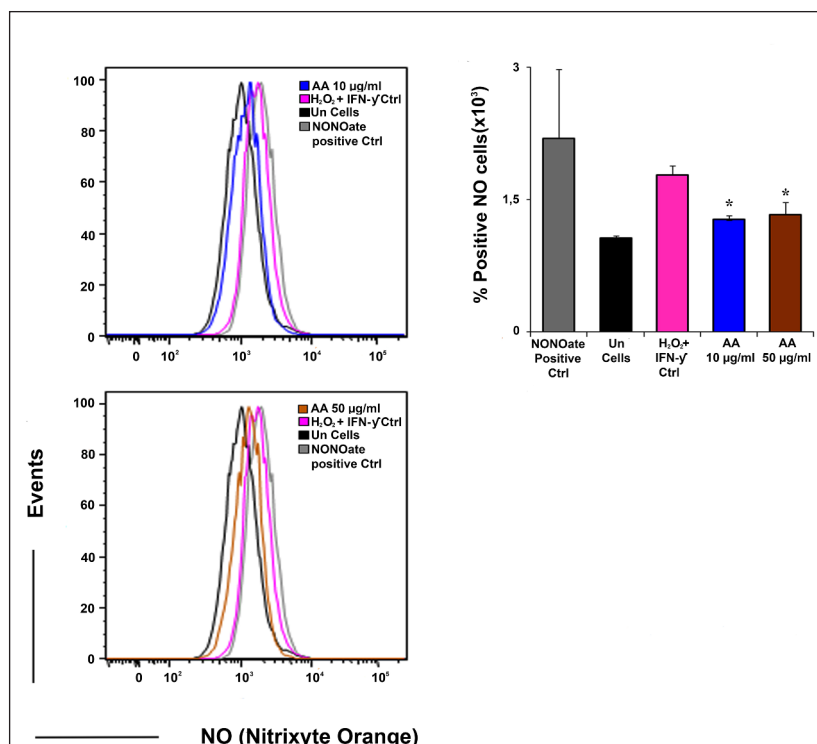 100
80
60
40
20
0
0 10² 10³ 10⁴ 10⁵
AA 10 µg/ml
H₂O₂ + IFN-γ Ctrl
Un Cells
NONOate
positive Ctrl
100
80
60
40
20
0
0 10² 10³ 10⁴ 10⁵
AA 50 µg/ml
H₂O₂ + IFN-γ Ctrl
Un Cells
NONOate
positive Ctrl
Events
NO (Nitrixyte Orange)
% Positive NO cells(x10³)
3
1.5
0
* *
NONOate Positive Ctrl
Un Cells
H₂O₂+ IFN-γ Ctrl
AA 10 µg/ml
AA 50 µg/ml